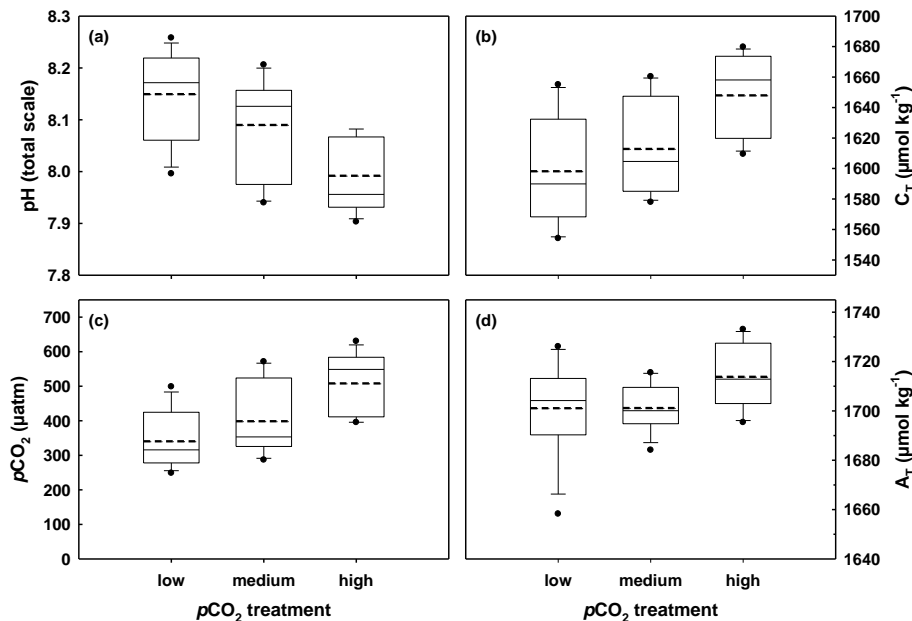 (a)
pH (total scale)
8.3
8.2
8.1
8.0
7.9
7.8
(b)
1700
1680
1660
1640
1620
1600
1580
1560
1540
C_T (µmol kg⁻¹)
(c)
pCO₂ (µatm)
700
600
500
400
300
200
100
0
low medium high
pCO₂ treatment
(d)
1740
1720
1700
1680
1660
1640
A_T (µmol kg⁻¹)
low medium high
pCO₂ treatment